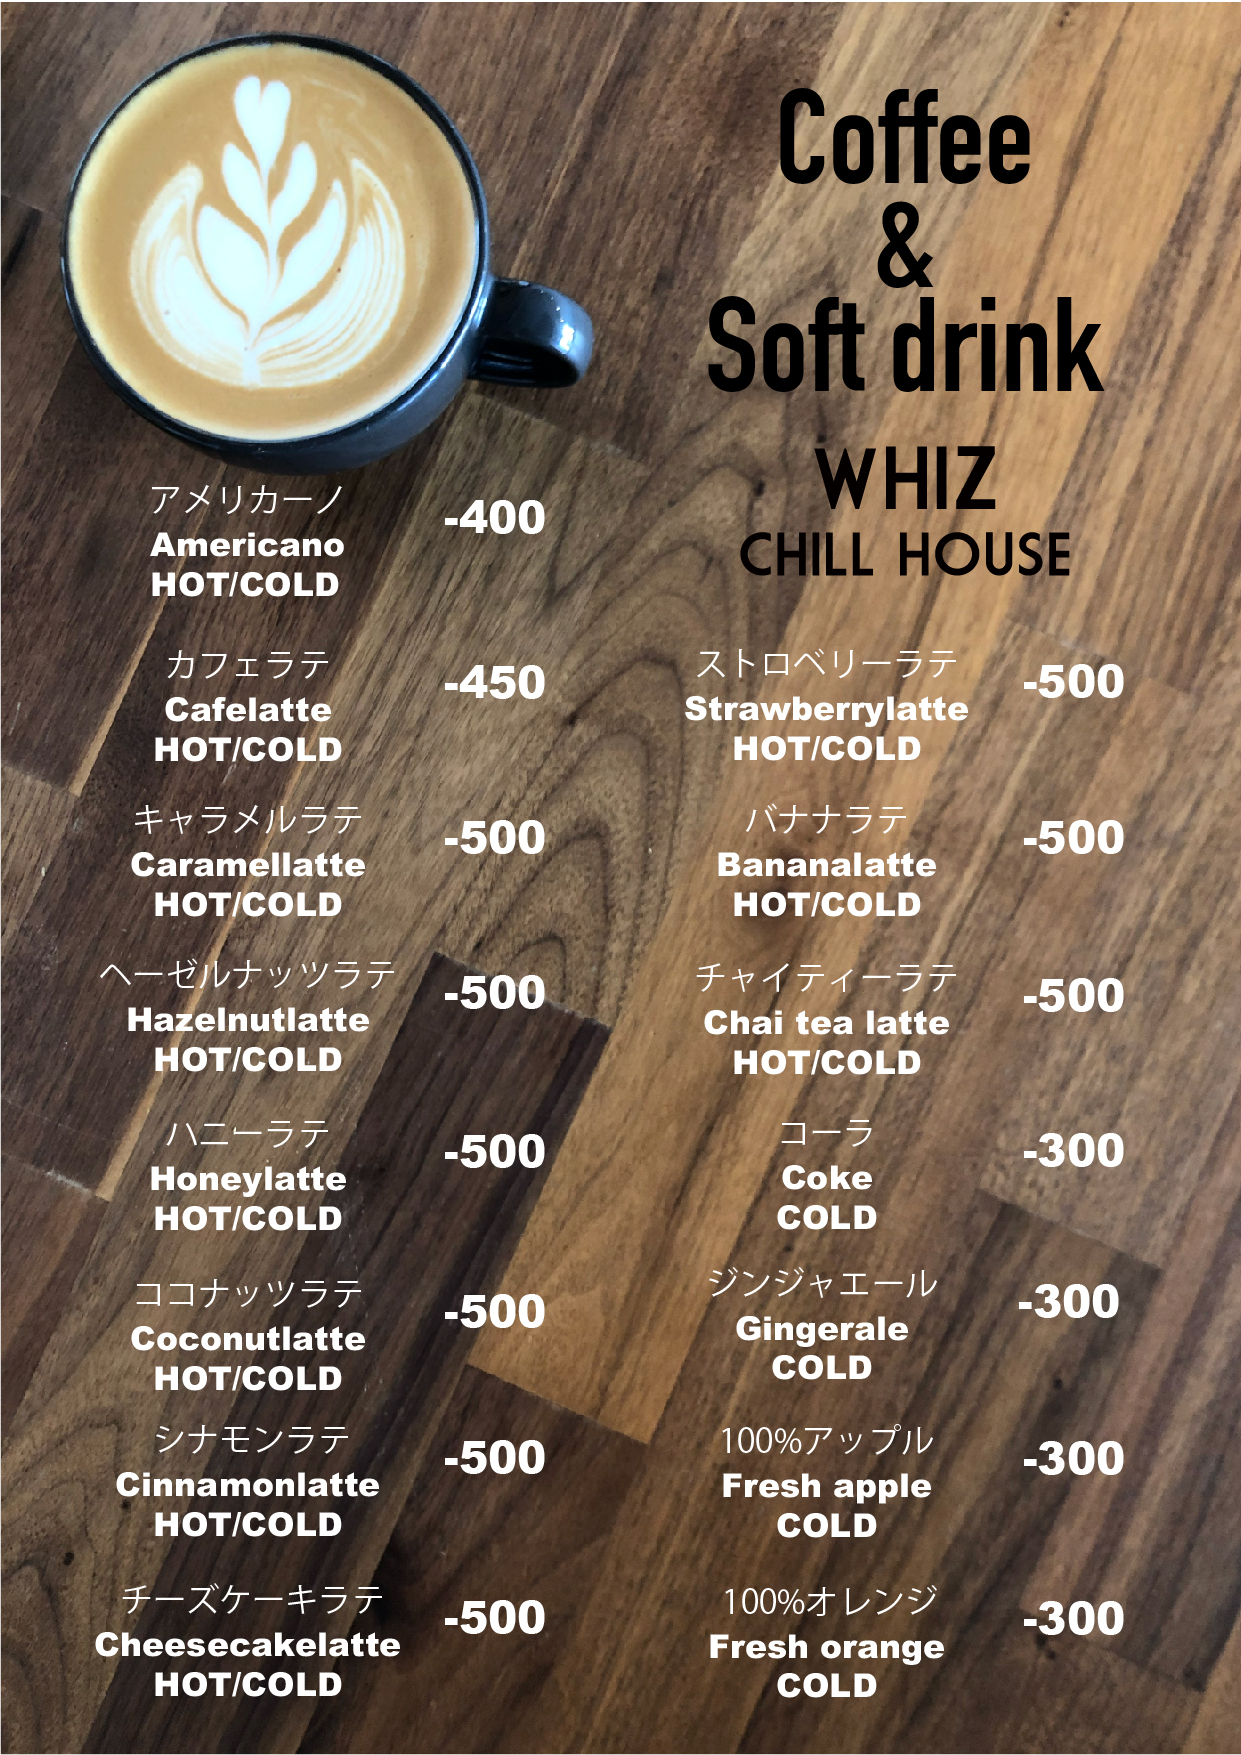 Coffee
&
Soft drink
WHIZ
CHILL HOUSE
アメリカーノ
Americano
HOT/COLD
-400
カフェラテ
Cafelatte
HOT/COLD
-450
キャラメルラテ
Caramellatte
HOT/COLD
-500
ヘーゼルナッツラテ
Hazelnutlatte
HOT/COLD
-500
ハニーラテ
Honeylatte
HOT/COLD
-500
ココナッツラテ
Coconutlatte
HOT/COLD
-500
シナモンラテ
Cinnamonlatte
HOT/COLD
-500
チーズケーキラテ
Cheesecakelatte
HOT/COLD
-500
ストロベリーラテ
Strawberrylatte
HOT/COLD
-500
バナナラテ
Bananalatte
HOT/COLD
-500
チャイティーラテ
Chai tea latte
HOT/COLD
-500
コーラ
Coke
COLD
-300
ジンジャエール
Gingerale
COLD
-300
100%アップル
Fresh apple
COLD
-300
100%オレンジ
Fresh orange
COLD
-300